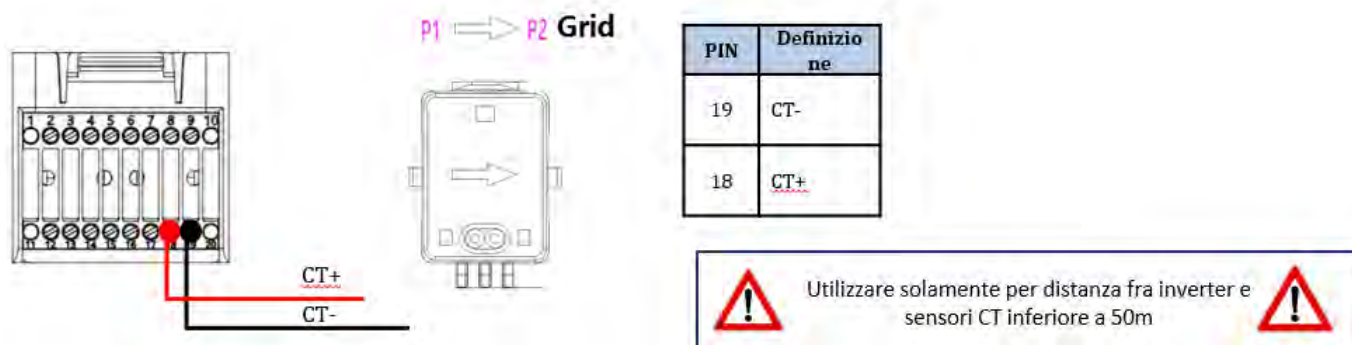 P1 P2 Grid
1 2 3 4 5 6 7 8 9 10
11 12 13 14 15 16 17 18 20
CT+
CT-
PIN Definizio
ne
19 CT-
18 CT+
Utilizzare solamente per distanza fra inverter e
sensori CT inferiore a 50m